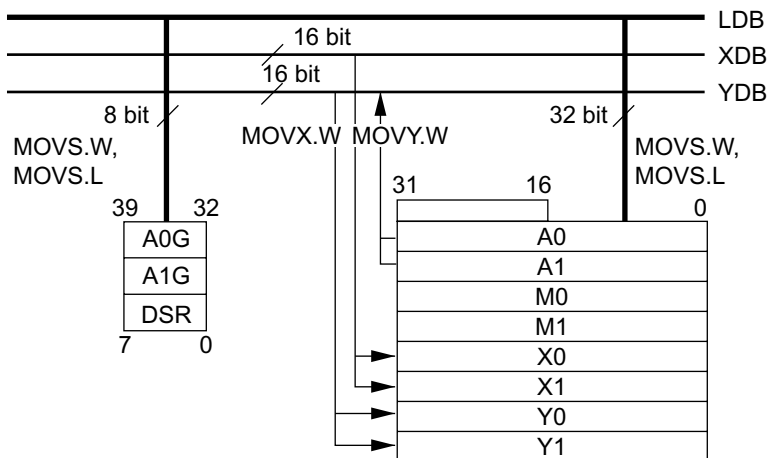 LDB
16 bit
XDB
16 bit
YDB
8 bit
MOVX.W
MOVY.W
32 bit
MOVS.W,
MOVS.L
MOVS.W,
MOVS.L
31
16
0
39
32
A0G
A1G
DSR
7
0
A0
A1
M0
M1
X0
X1
Y0
Y1